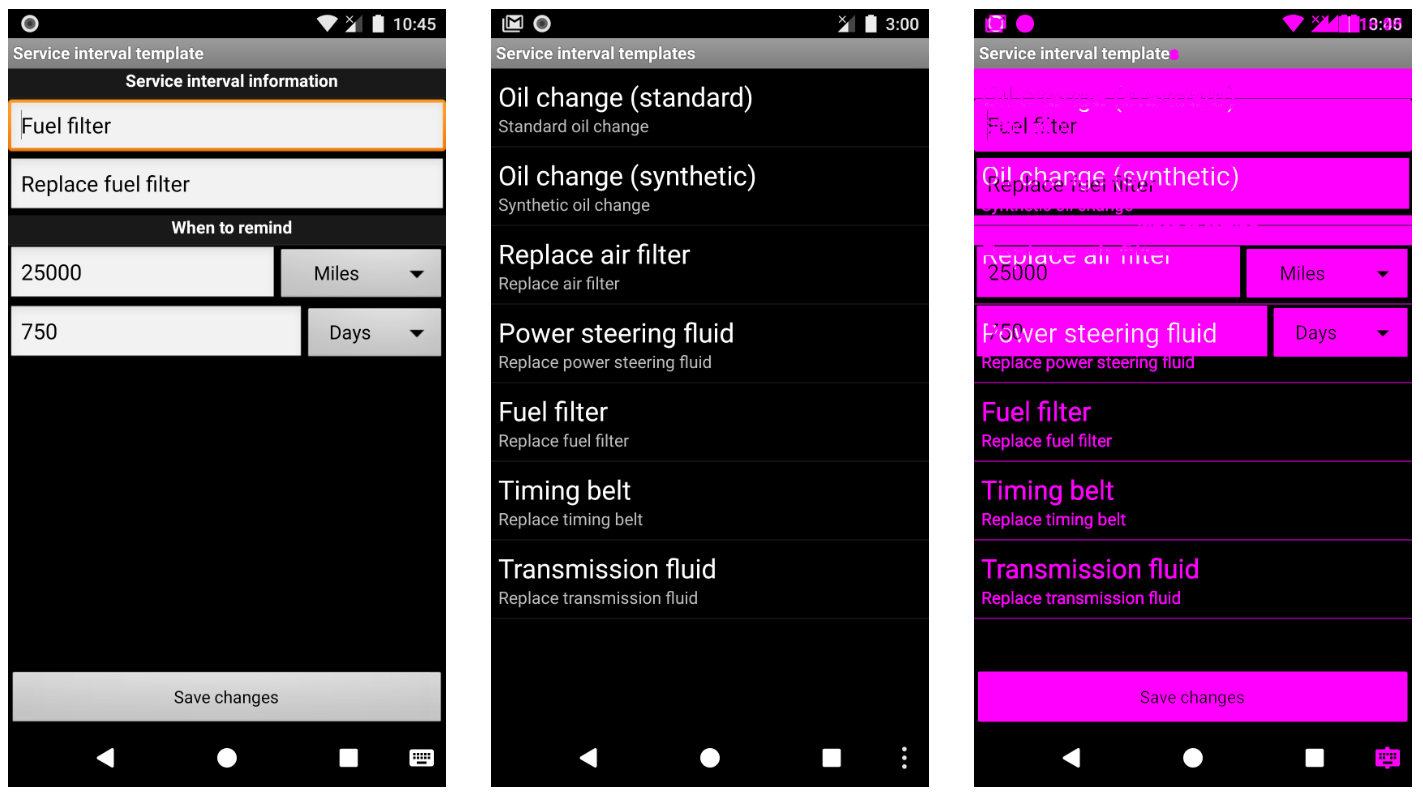 10:45
Service interval template
Service interval information
Fuel filter
Replace fuel filter
When to remind
25000
Miles
750
Days
Save changes
3:00
Service interval templates
Oil change (standard)
Standard oil change
Oil change (synthetic)
Synthetic oil change
Replace air filter
Replace air filter
Power steering fluid
Replace power steering fluid
Fuel filter
Replace fuel filter
Timing belt
Replace timing belt
Transmission fluid
Replace transmission fluid
Service interval template
Fuel filter
Oil change (synthetic)
Replace fuel filter
Synthetic oil change
Replace air filter
25000
Miles
Power steering fluid
750
Days
Replace power steering fluid
Fuel filter
Replace fuel filter
Timing belt
Replace timing belt
Transmission fluid
Replace transmission fluid
Save changes